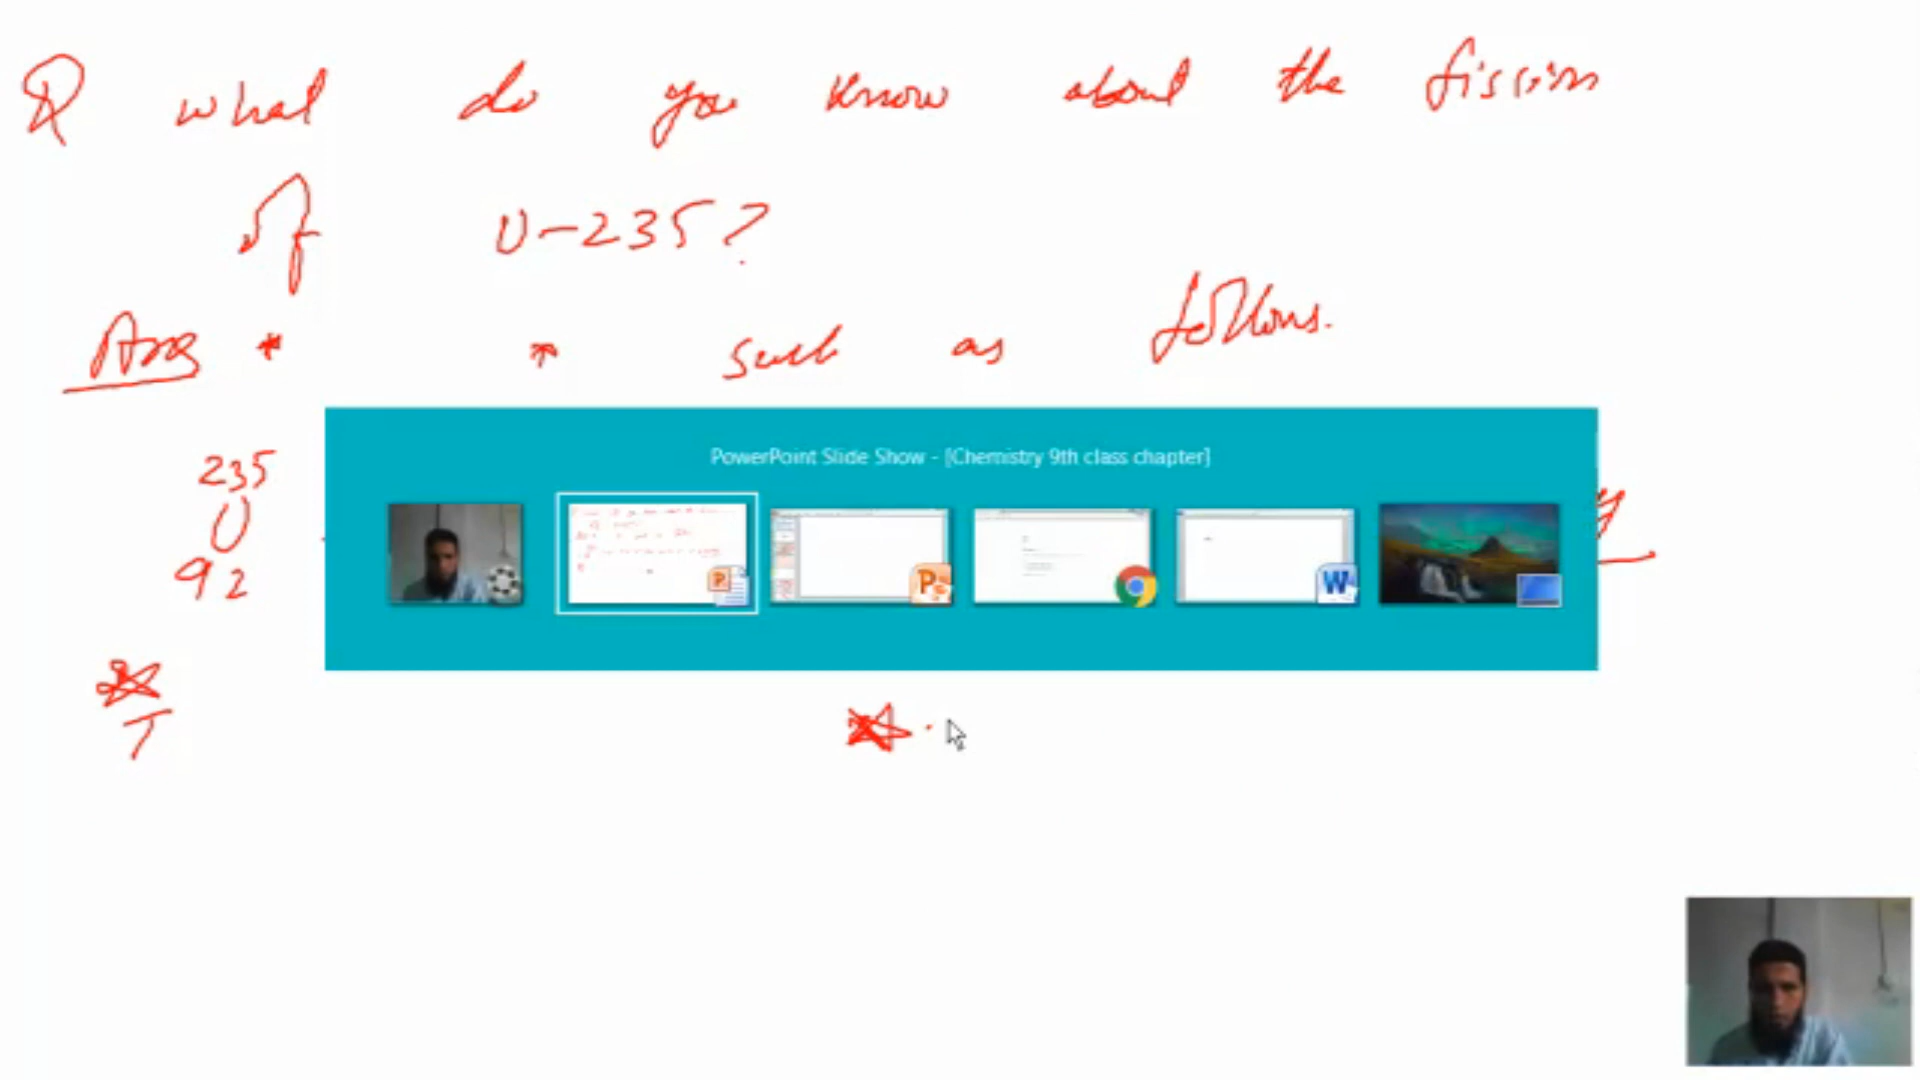 Q what do you know about the fission
of U-235?
Ans * * such as follows.
PowerPoint Slide Show - [Chemistry 9th class chapter]
235
U
92